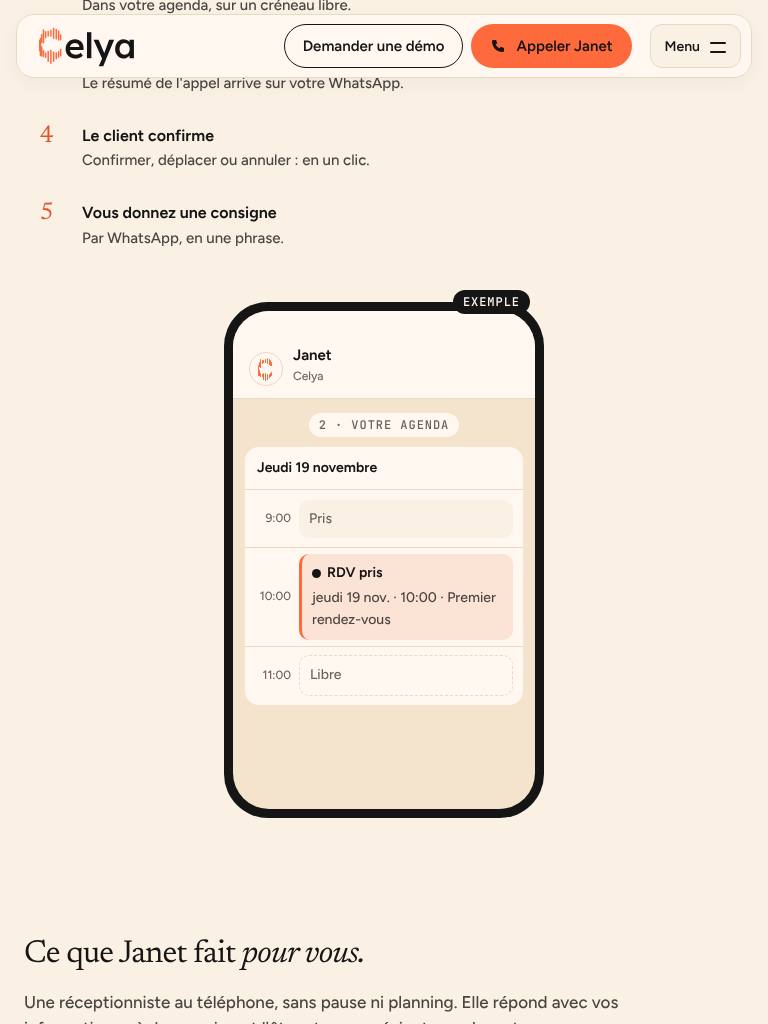 Dans votre agenda, sur un créneau libre.
Celya
Demander une démo
Appeler Janet
Menu
Le résumé de l'appel arrive sur votre WhatsApp.
4
Le client confirme
Confirmer, déplacer ou annuler : en un clic.
5
Vous donnez une consigne
Par WhatsApp, en une phrase.
EXEMPLE
Janet
Celya
2 · VOTRE AGENDA
Jeudi 19 novembre
9:00
Pris
10:00
RDV pris
jeudi 19 nov. · 10:00 · Premier
rendez-vous
11:00
Libre
Ce que Janet fait pour vous.
Une réceptionniste au téléphone, sans pause ni planning. Elle répond avec vos